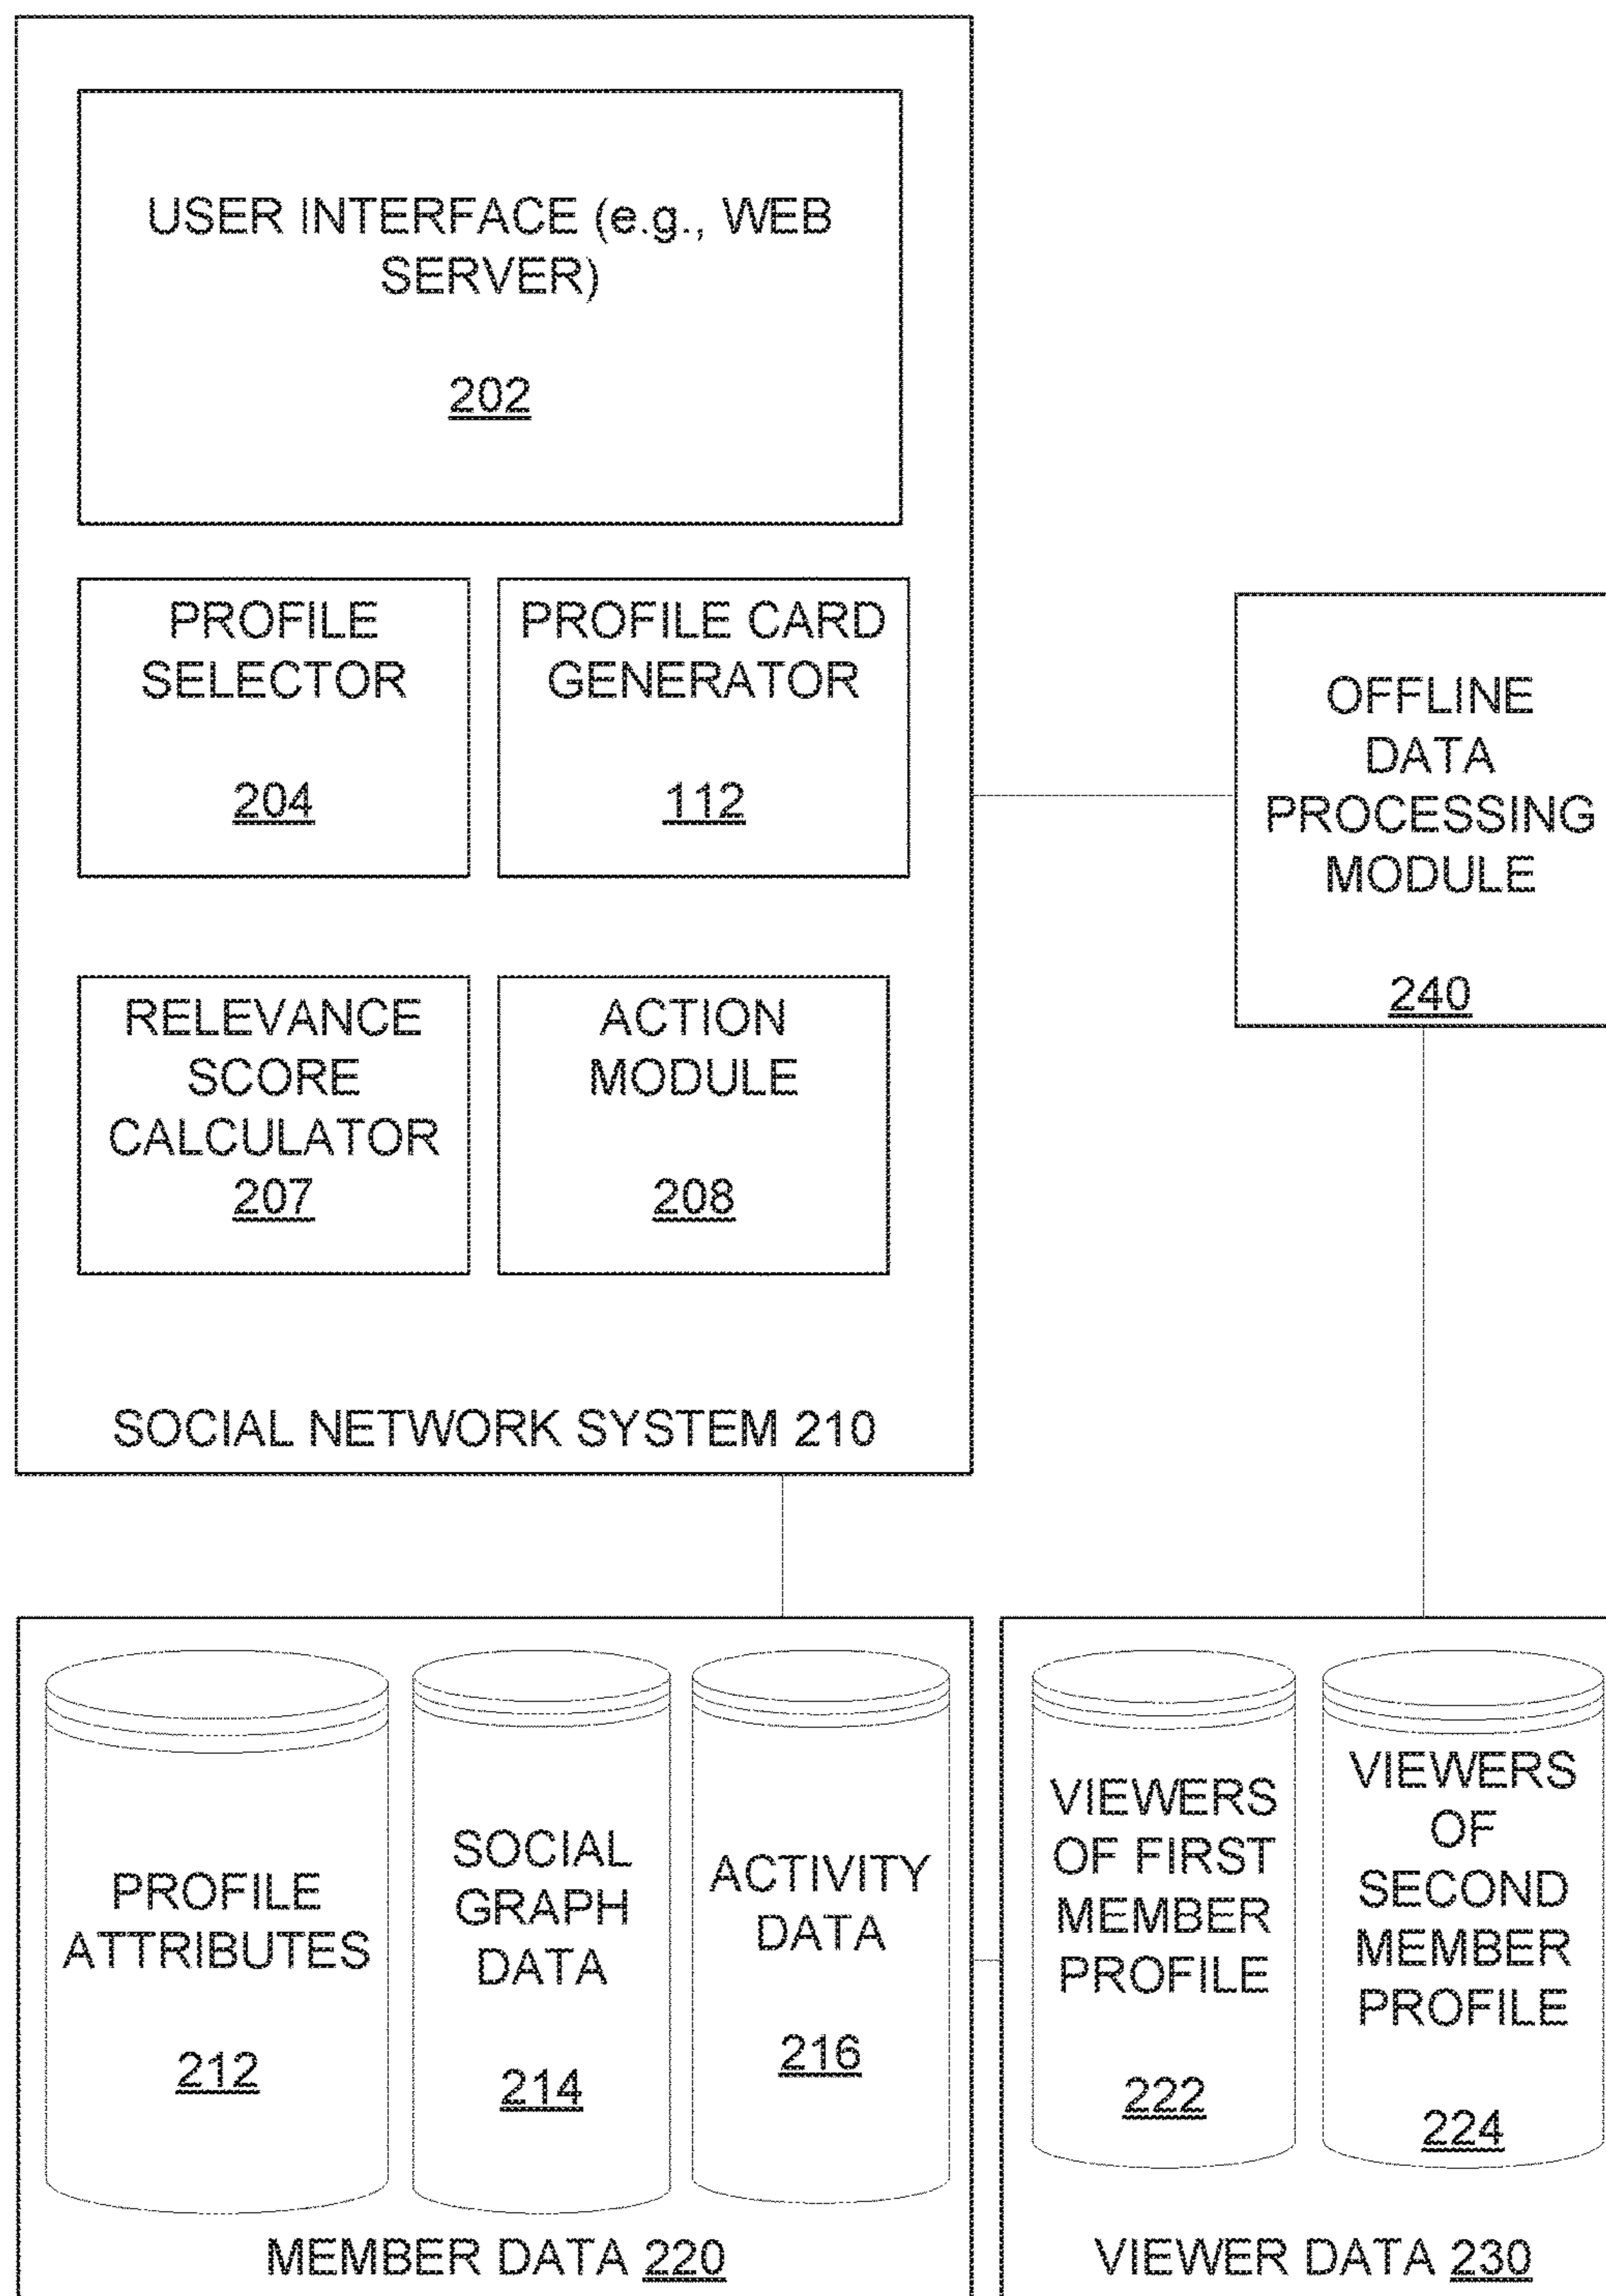 USER INTERFACE (e.g., WEB
SERVER)
202
PROFILE
SELECTOR
204
PROFILE CARD
GENERATOR
112
RELEVANCE
SCORE
CALCULATOR
207
ACTION
MODULE
208
SOCIAL NETWORK SYSTEM 210
OFFLINE
DATA
PROCESSING
MODULE
240
PROFILE
ATTRIBUTES
212
SOCIAL
GRAPH
DATA
214
ACTIVITY
DATA
216
MEMBER DATA 220
VIEWERS
OF FIRST
MEMBER
PROFILE
222
VIEWERS
OF
SECOND
MEMBER
PROFILE
224
VIEWER DATA 230